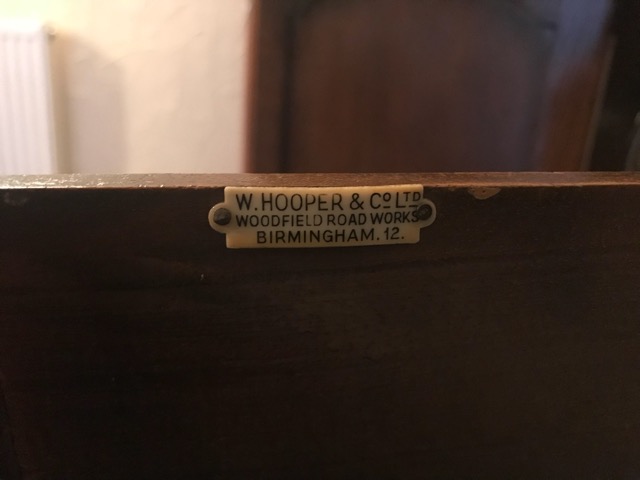 W. HOOPER & Co LTD
WOODFIELD ROAD WORKS
BIRMINGHAM. 12.